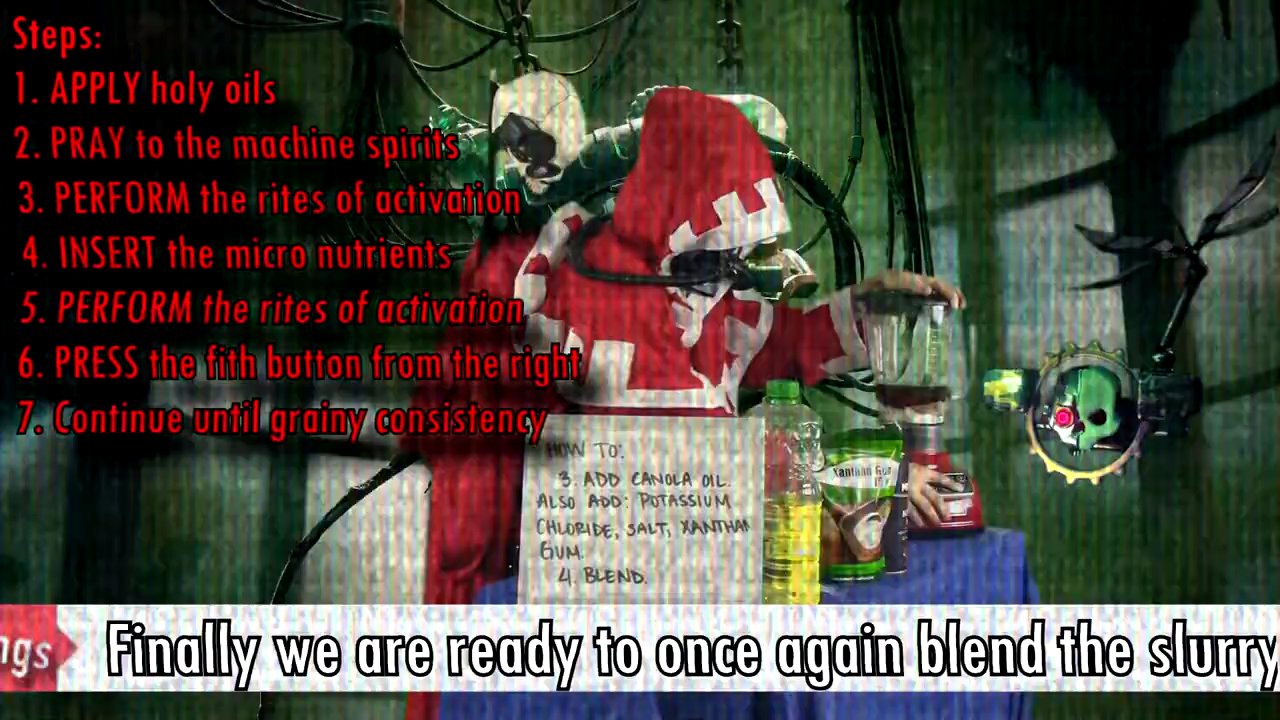 Steps:
1. APPLY holy oils
2. PRAY to the machine spirits
3. PERFORM the rites of activation
4. INSERT the micro nutrients
5. PERFORM the rites of activation
6. PRESS the fith button from the right
7. Continue until grainy consistency
HOW TO:
3. ADD CANOLA OIL.
ALSO ADD: POTASSIUM
CHLORIDE, SALT, XANTHAN
GUM.
4. BLEND.
Xanthan Gum
ngs
Finally we are ready to once again blend the slurry